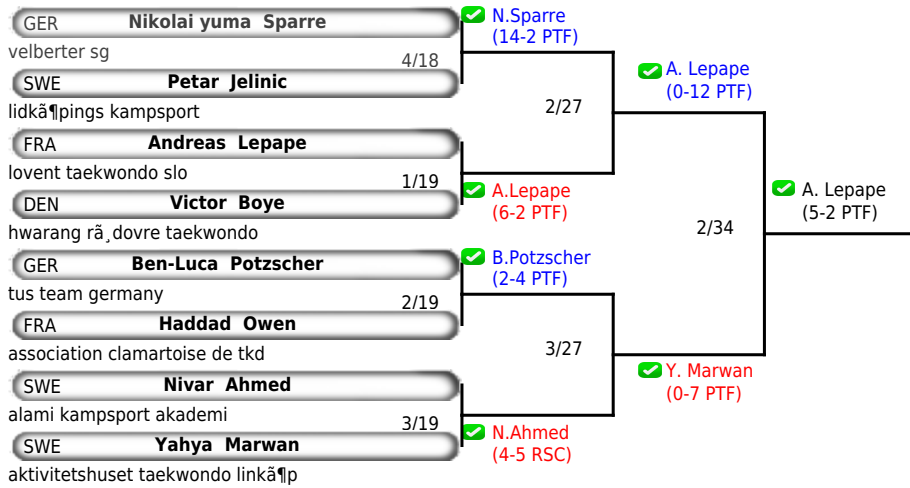 GER Nikolai yuma Sparre
velberter sg
4/18
SWE Petar Jelinic
lidkã¶pings kampsport
FRA Andreas Lepape
lovent taekwondo slo
1/19
DEN Victor Boye
hwarang rã¸dovre taekwondo
GER Ben-Luca Potzscher
tus team germany
2/19
FRA Haddad Owen
association clamartoise de tkd
SWE Nivar Ahmed
alami kampsport akademi
3/19
SWE Yahya Marwan
aktivitetshuset taekwondo linkã¶p
N.Sparre
(14-2 PTF)
2/27
A.Lepape
(6-2 PTF)
B.Potzscher
(2-4 PTF)
3/27
N.Ahmed
(4-5 RSC)
A. Lepape
(0-12 PTF)
2/34
Y. Marwan
(0-7 PTF)
A. Lepape
(5-2 PTF)